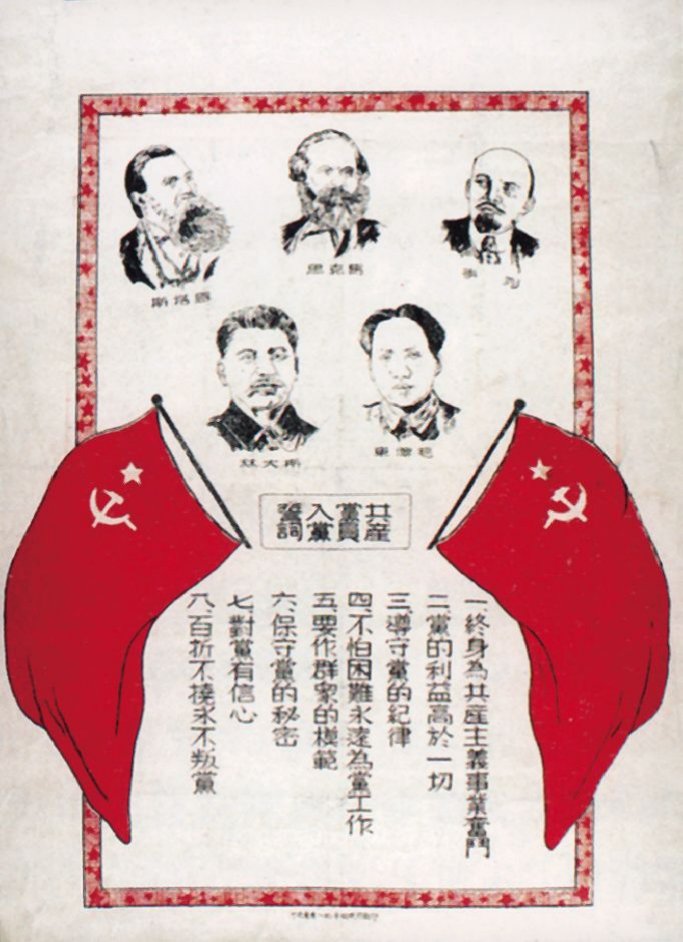 恩格斯
馬克思
列寧
斯大林
毛澤東
共產
黨員
入黨
誓詞
一、終身為共產主義事業奮鬥
二、黨的利益高於一切
三、遵守黨的紀律
四、不怕困難永遠為黨工作
五、要作群眾的模範
六、保守黨的秘密
七、對黨有信心
八、百折不撓永不叛黨